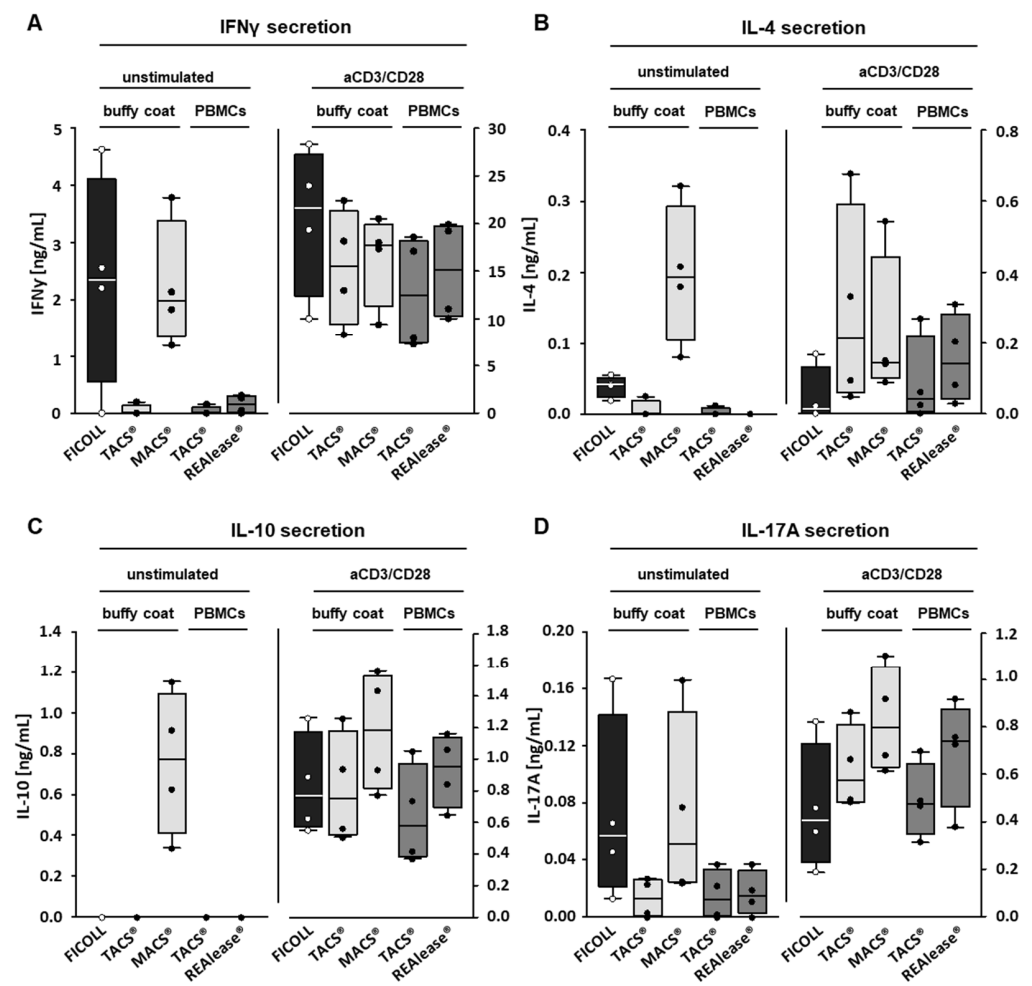 A
IFNγ secretion
unstimulated
aCD3/CD28
buffy coat
PBMCs
buffy coat
PBMCs
IFNγ [ng/mL]
5
4
3
2
1
0
30
25
20
15
10
5
0
FICOLL
TACS®
MACS®
TACS®
REAlease®
FICOLL
TACS®
MACS®
TACS®
REAlease®
B
IL-4 secretion
unstimulated
aCD3/CD28
buffy coat
PBMCs
buffy coat
PBMCs
IL-4 [ng/mL]
0.4
0.3
0.2
0.1
0.0
0.8
0.6
0.4
0.2
0.0
FICOLL
TACS®
MACS®
TACS®
REAlease®
FICOLL
TACS®
MACS®
TACS®
REAlease®
C
IL-10 secretion
unstimulated
aCD3/CD28
buffy coat
PBMCs
buffy coat
PBMCs
IL-10 [ng/mL]
1.4
1.2
1.0
0.8
0.6
0.4
0.2
0.0
1.8
1.6
1.4
1.2
1.0
0.8
0.6
0.4
0.2
0.0
FICOLL
TACS®
MACS®
TACS®
REAlease®
FICOLL
TACS®
MACS®
TACS®
REAlease®
D
IL-17A secretion
unstimulated
aCD3/CD28
buffy coat
PBMCs
buffy coat
PBMCs
IL-17A [ng/mL]
0.20
0.16
0.12
0.08
0.04
0.00
1.2
1.0
0.8
0.6
0.4
0.2
0.0
FICOLL
TACS®
MACS®
TACS®
REAlease®
FICOLL
TACS®
MACS®
TACS®
REAlease®